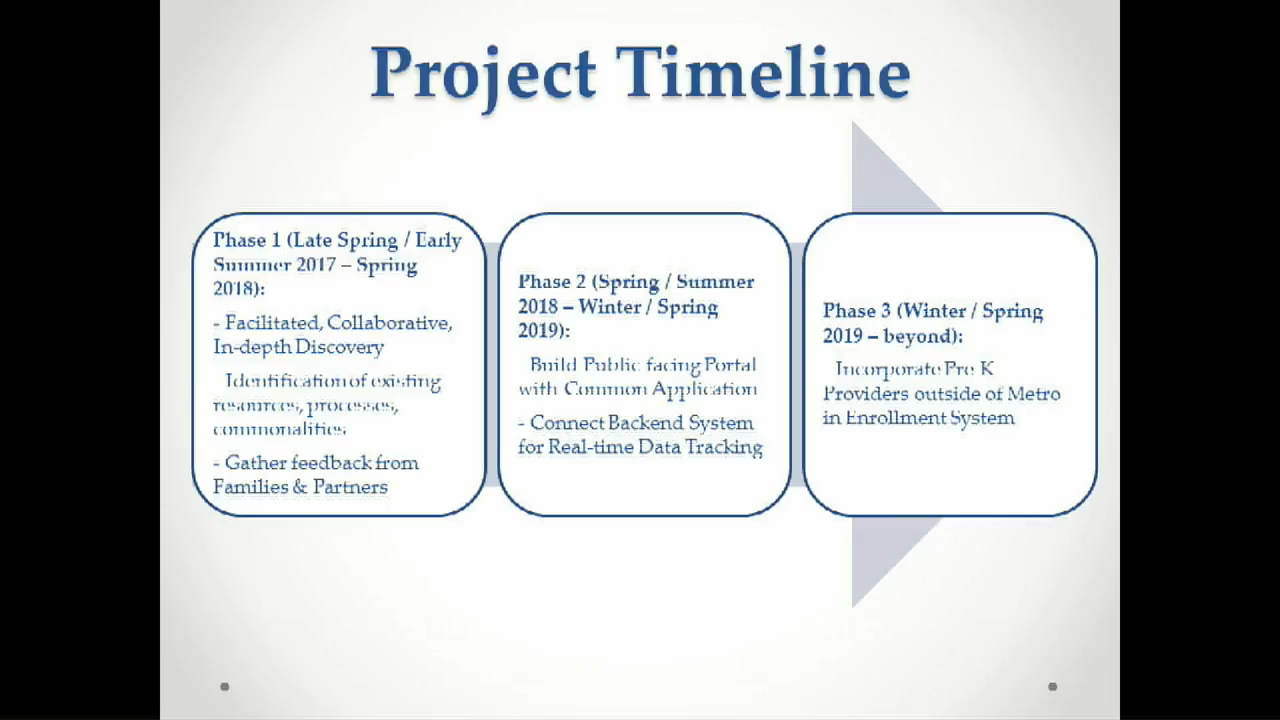 Project Timeline
Phase 1 (Late Spring / Early
Summer 2017 – Spring
2018):
- Facilitated, Collaborative,
In-depth Discovery
Identification of existing
resources, processes,
commonalities
- Gather feedback from
Families & Partners
Phase 2 (Spring / Summer
2018 – Winter / Spring
2019):
Build Public facing Portal
with Common Application
- Connect Backend System
for Real-time Data Tracking
Phase 3 (Winter / Spring
2019 – beyond):
Incorporate Pre K
Providers outside of Metro
in Enrollment System